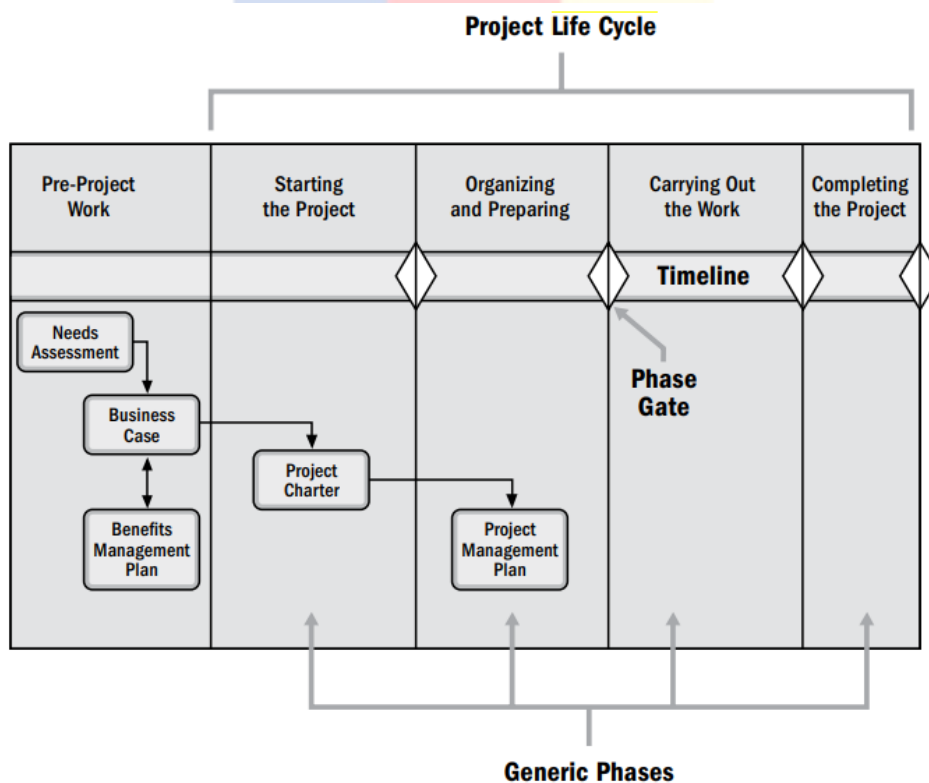 Project Life Cycle
Pre-Project
Work
Starting
the Project
Organizing
and Preparing
Carrying Out
the Work
Completing
the Project
Timeline
Needs
Assessment
Business
Case
Benefits
Management
Plan
Project
Charter
Project
Management
Plan
Phase
Gate
Generic Phases